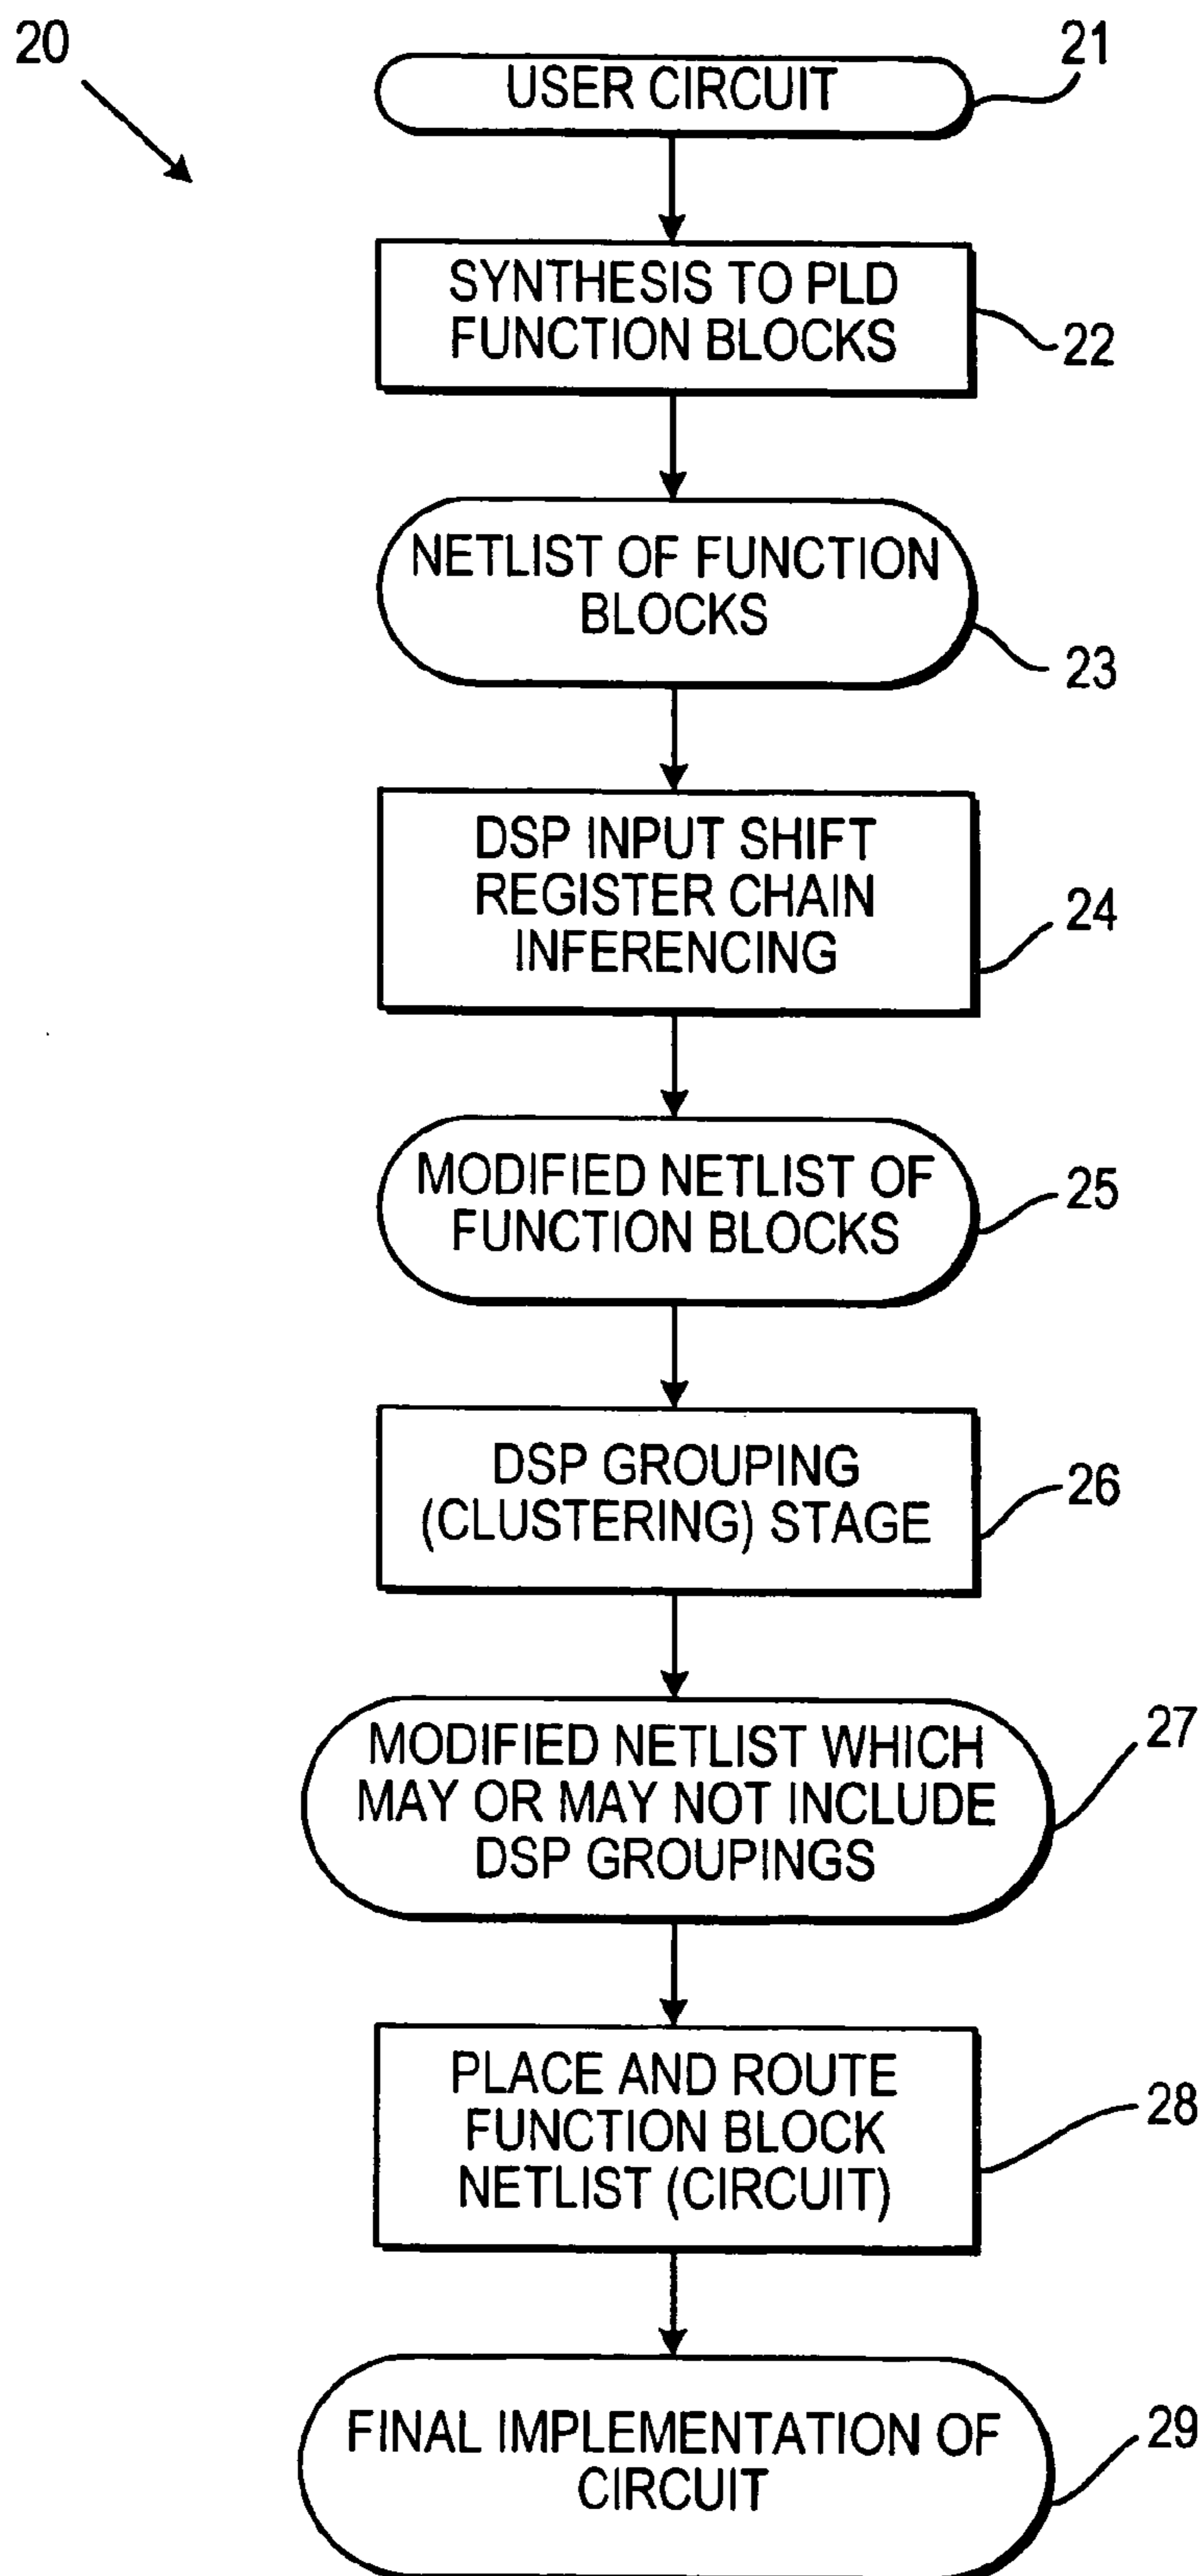 20
21
USER CIRCUIT
SYNTHESIS TO PLD
FUNCTION BLOCKS
22
NETLIST OF FUNCTION
BLOCKS
23
DSP INPUT SHIFT
REGISTER CHAIN
INFERENCING
24
MODIFIED NETLIST OF
FUNCTION BLOCKS
25
DSP GROUPING
(CLUSTERING) STAGE
26
MODIFIED NETLIST WHICH
MAY OR MAY NOT INCLUDE
DSP GROUPINGS
27
PLACE AND ROUTE
FUNCTION BLOCK
NETLIST (CIRCUIT)
28
FINAL IMPLEMENTATION OF
CIRCUIT
29